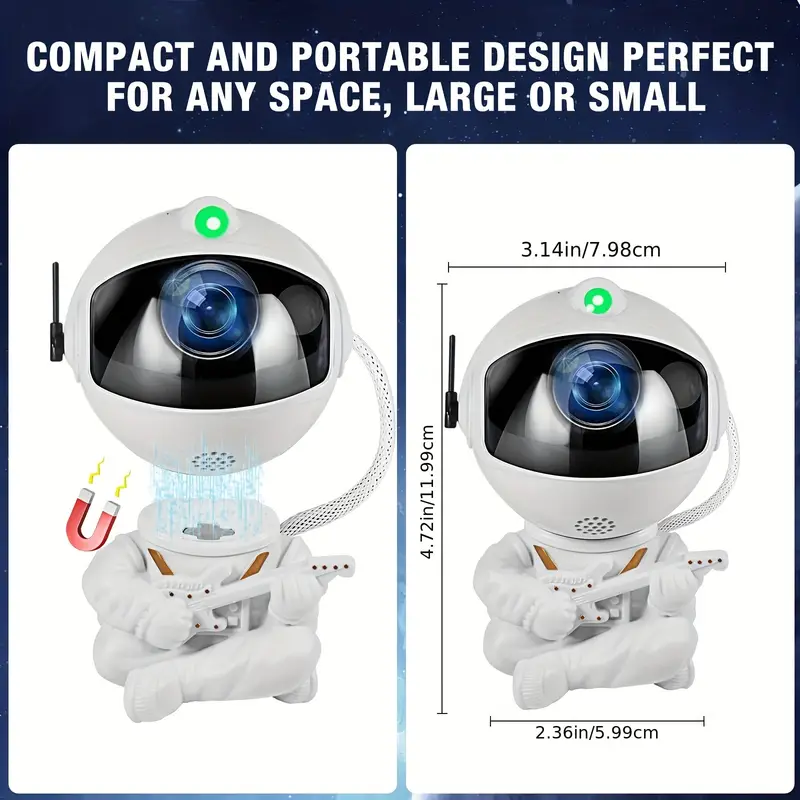 COMPACT AND PORTABLE DESIGN PERFECT
FOR ANY SPACE, LARGE OR SMALL
3.14in/7.98cm
4.72in/11.99cm
2.36in/5.99cm